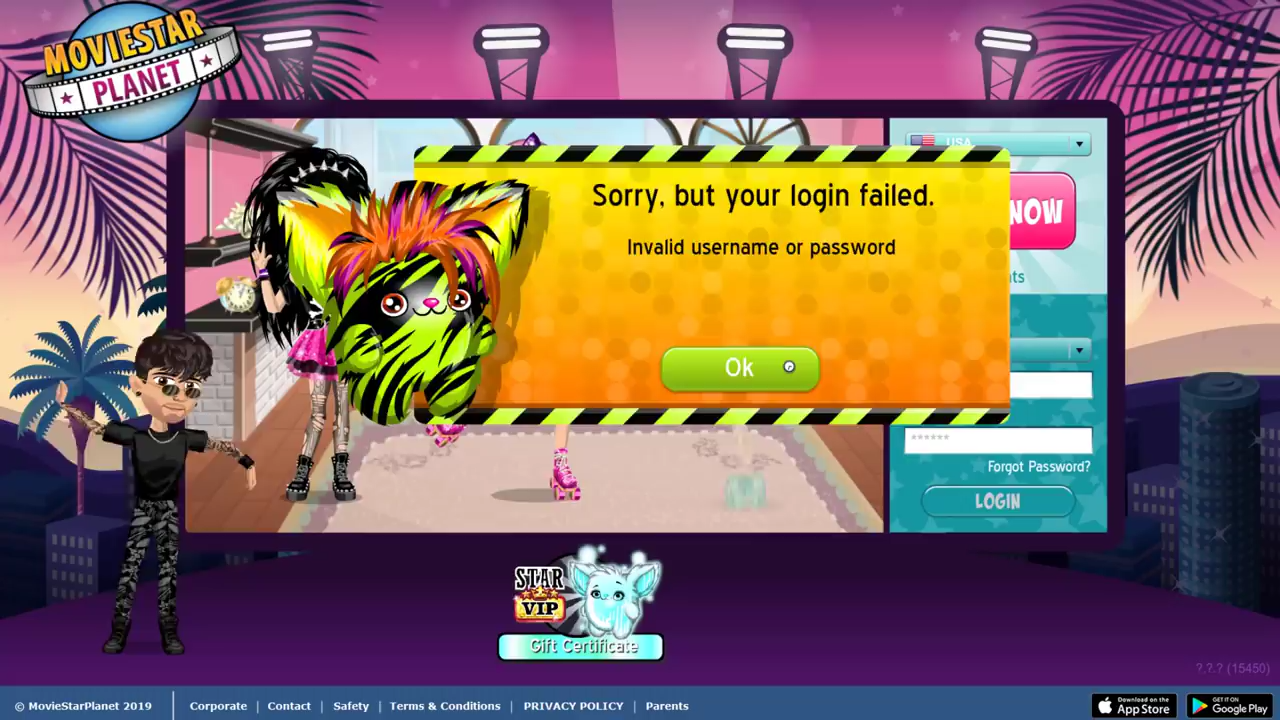 MOVIESTAR
PLANET
USA
Sorry, but your login failed.
Invalid username or password
NOW
Ok
******
Forgot Password?
LOGIN
STAR
VIP
Gift Certificate
?.?.? (15450)
© MovieStarPlanet 2019
Corporate | Contact | Safety | Terms & Conditions | PRIVACY POLICY | Parents
Download on the
App Store
GET IT ON
Google Play